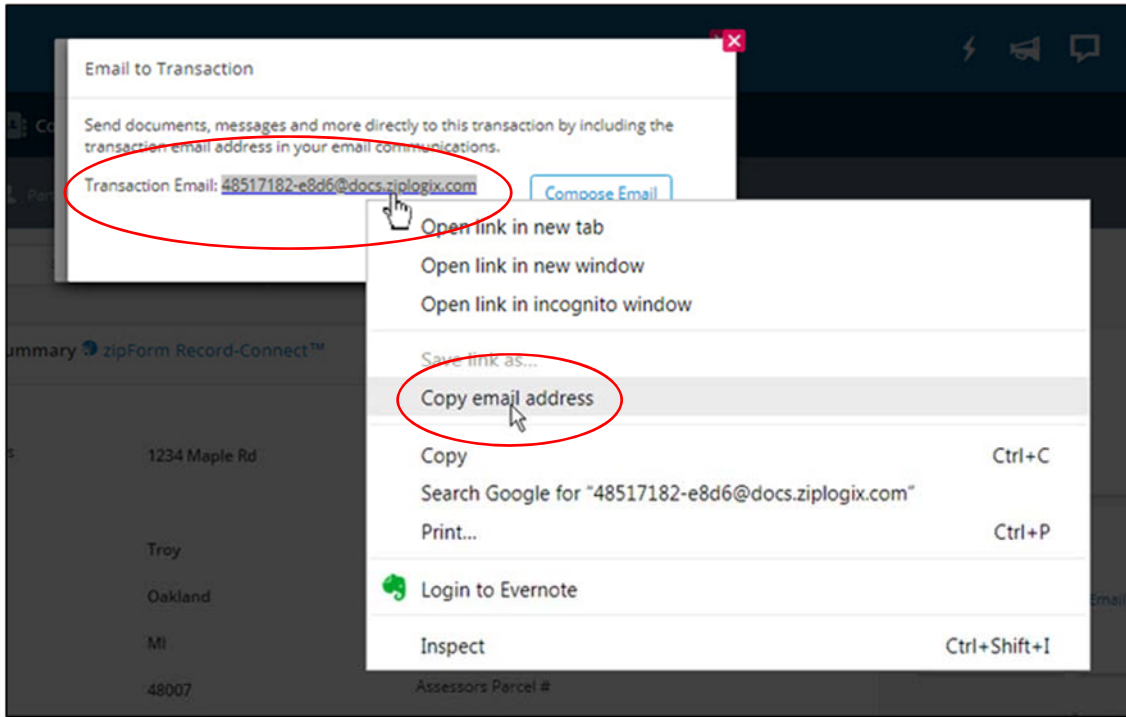 Email to Transaction
Send documents, messages and more directly to this transaction by including the
transaction email address in your email communications.
Transaction Email: 48517182-e8d6@docs.ziplogix.com
Compose Email
Co
Par
Open link in new tab
Open link in new window
Open link in incognito window
Save link as...
Copy email address
Copy Ctrl+C
Search Google for “48517182-e8d6@docs.ziplogix.com”
Print... Ctrl+P
Login to Evernote
Inspect Ctrl+Shift+I
ummary zipForm Record-Connect™
s
1234 Maple Rd
Troy
Oakland
Email
MI
48007
Assessors Parcel #